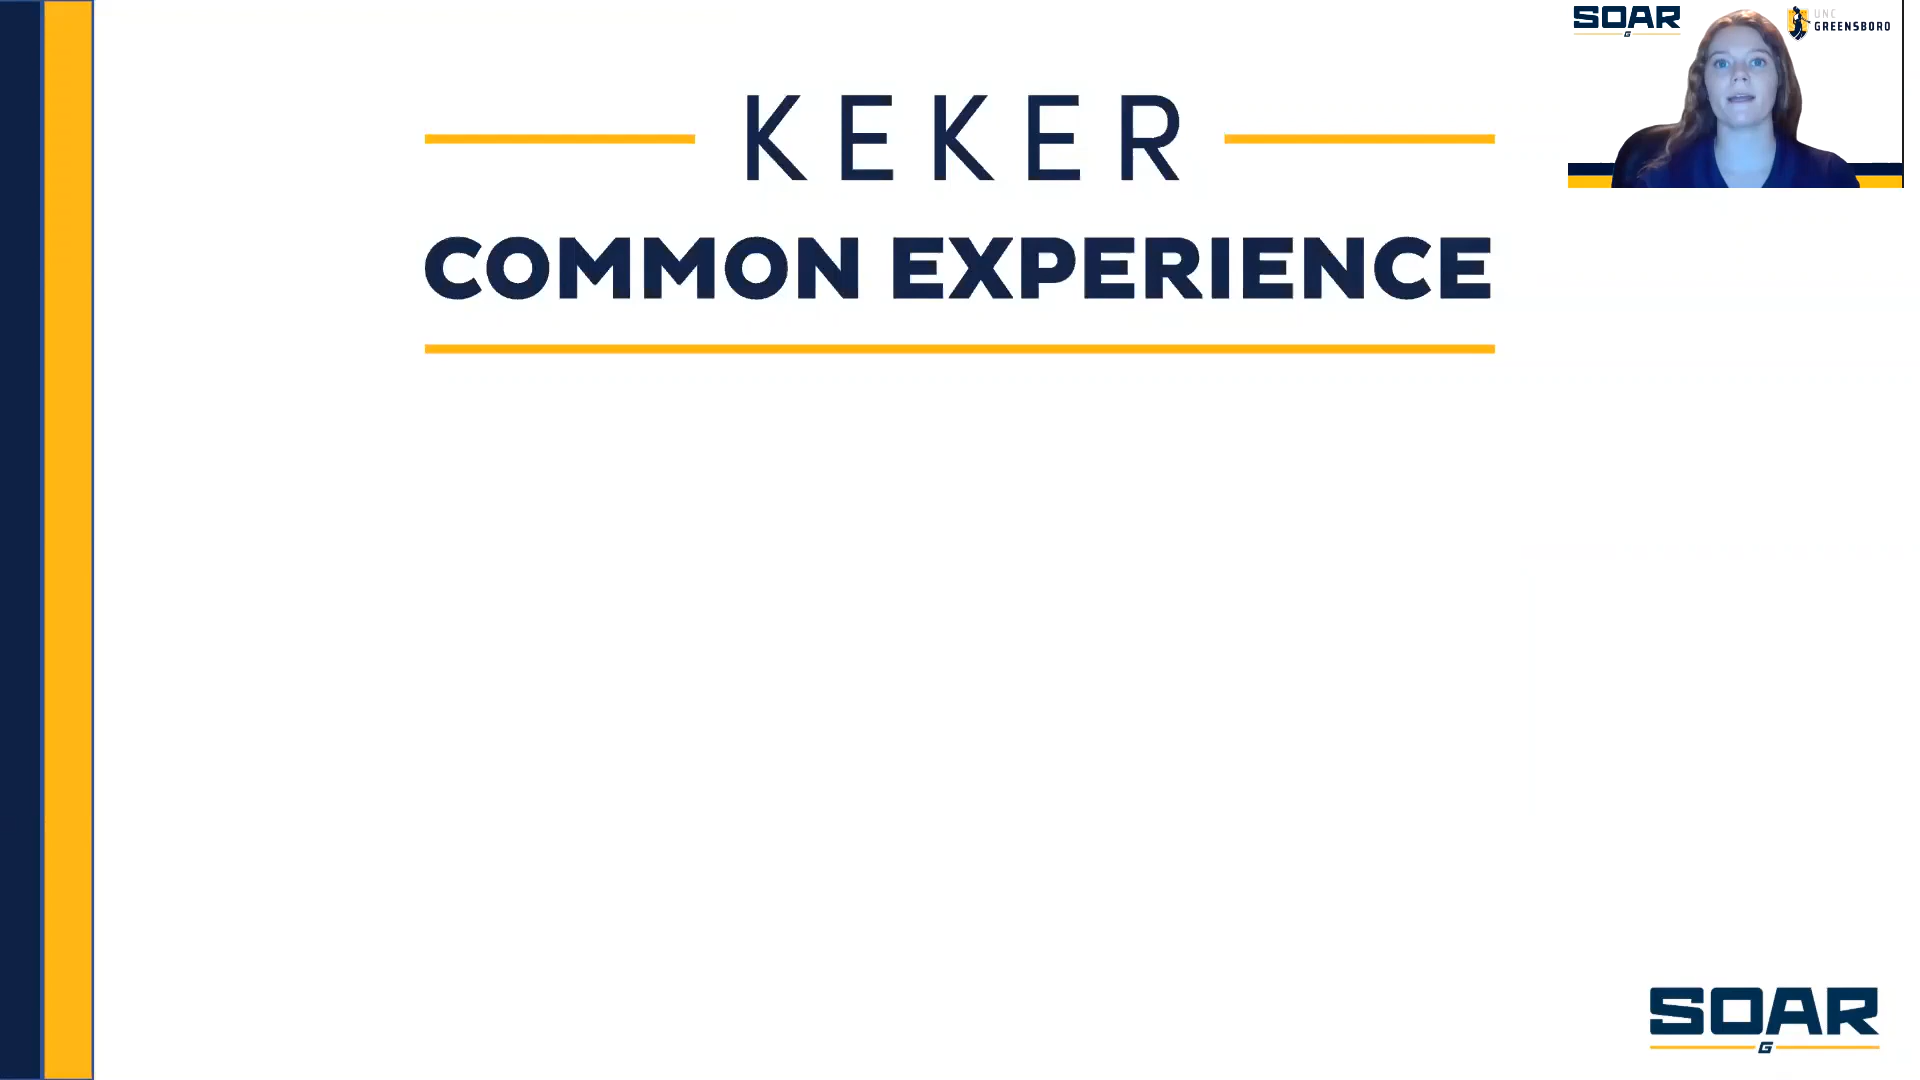 SOAR
G
UNC
GREENSBORO
KEKER
COMMON EXPERIENCE
SOAR
G